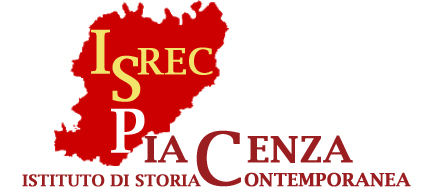 ISREC
S
PIACENZA
ISTITUTO DI STORIA CONTEMPORANEA